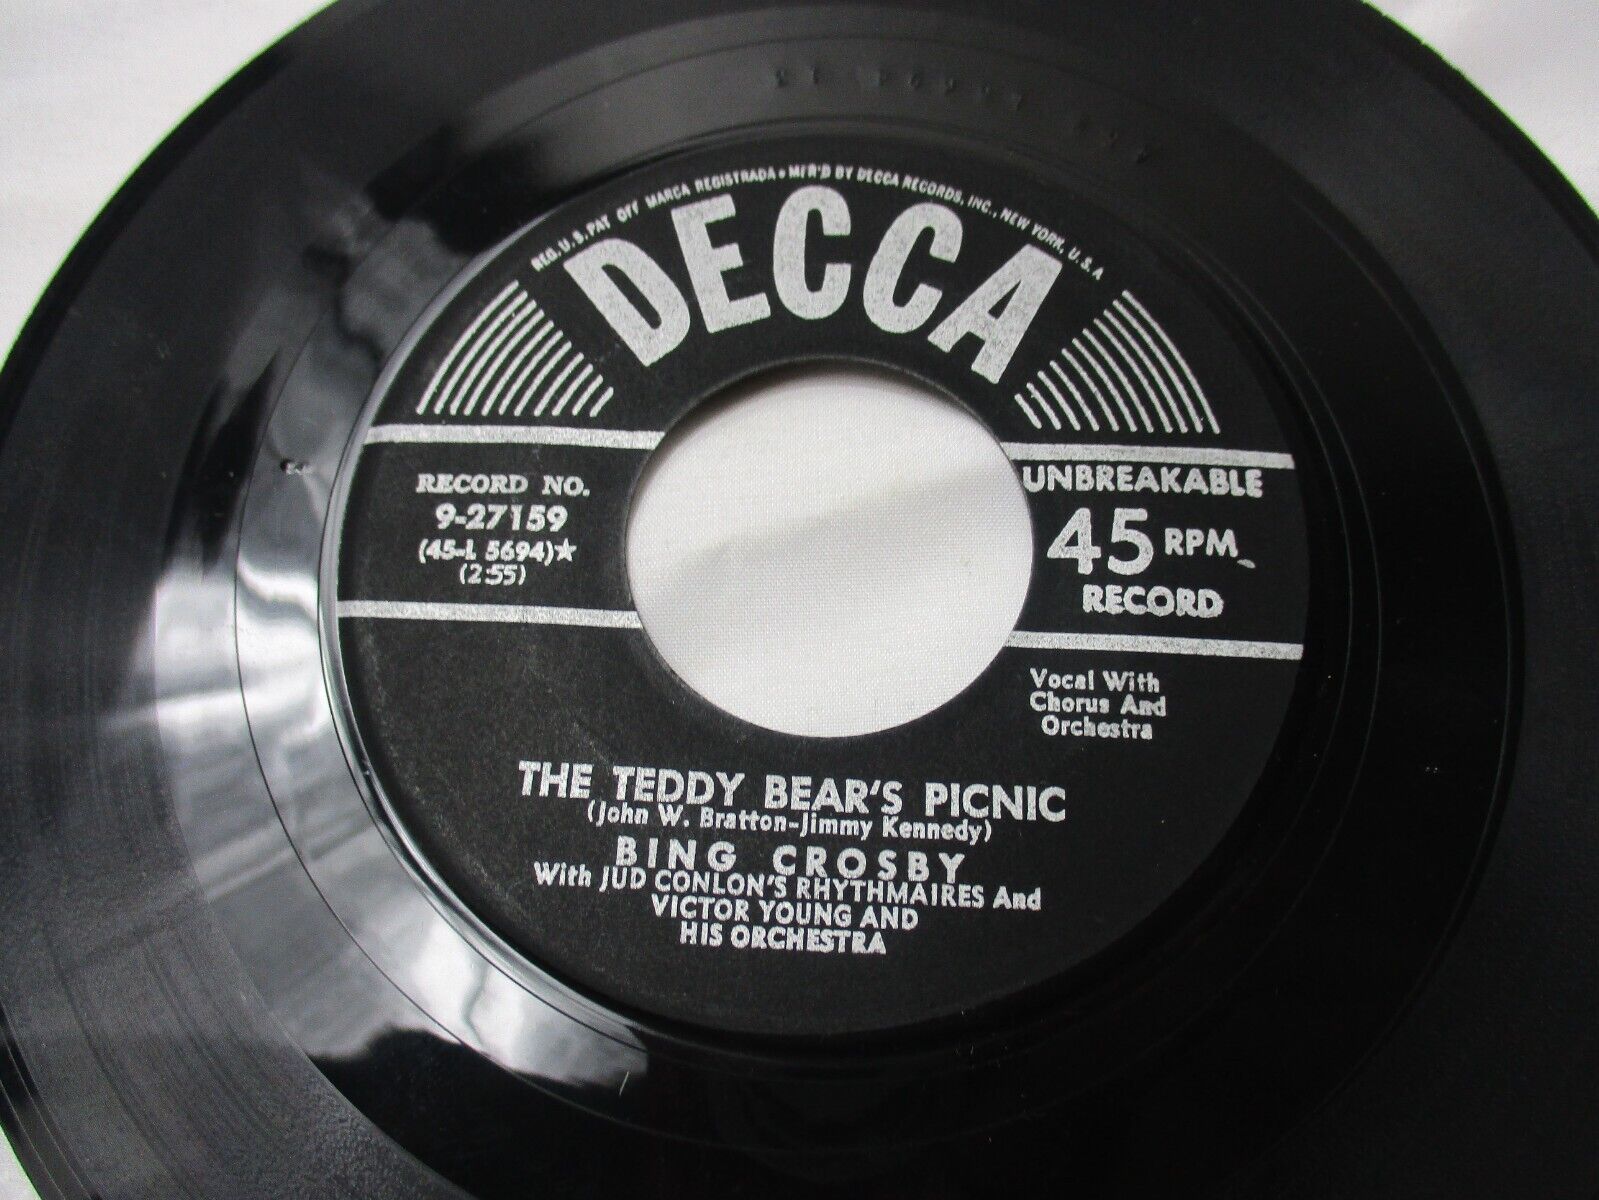 REG. U.S. PAT OFF MARCA REGISTRADA • MF'R'D BY DECCA RECORDS, INC., NEW YORK, U.S.A
DECCA
RECORD NO.
9-27159
(45-L 5694)★
(2:55)
UNBREAKABLE
45 RPM
RECORD
Vocal With
Chorus And
Orchestra
THE TEDDY BEAR'S PICNIC
(John W. Bratton-Jimmy Kennedy)
BING CROSBY
With JUD CONLON'S RHYTHMAIRES And
VICTOR YOUNG AND
HIS ORCHESTRA